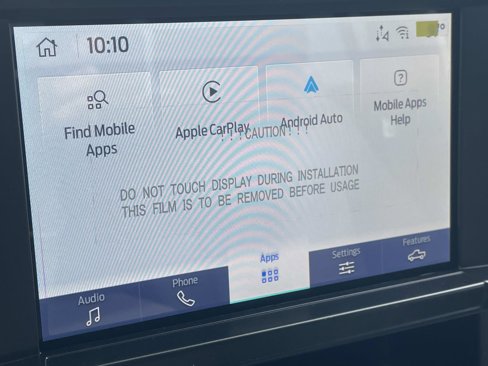 10:10
Find Mobile
Apps
Apple CarPlay
Android Auto
Mobile Apps
Help
! ! ! CAUTION ! ! !
DO NOT TOUCH DISPLAY DURING INSTALLATION
THIS FILM IS TO BE REMOVED BEFORE USAGE
Audio
Phone
Apps
Settings
Features